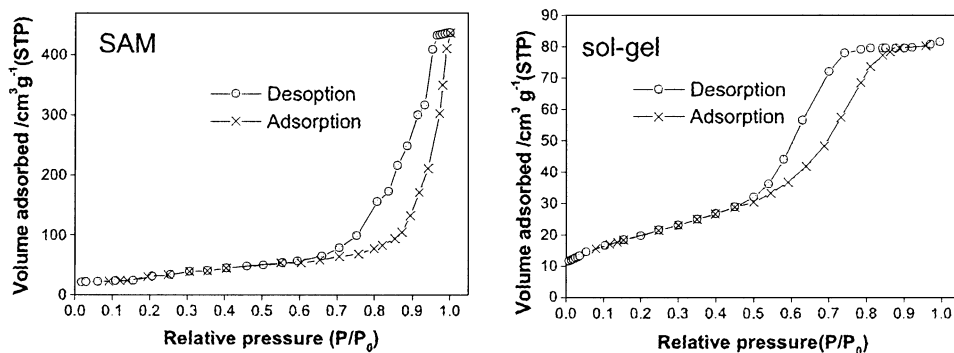 SAM
Desoption
Adsorption
Volume adsorbed /cm³g⁻¹(STP)
400
300
200
100
0
0.0 0.1 0.2 0.3 0.4 0.5 0.6 0.7 0.8 0.9 1.0
Relative pressure (P/P₀)
sol-gel
Desorption
Adsorption
Volume adsorbed /cm³ g⁻¹(STP)
90
80
70
60
50
40
30
20
10
0
0.0 0.1 0.2 0.3 0.4 0.5 0.6 0.7 0.8 0.9 1.0
Relative pressure(P/P₀)